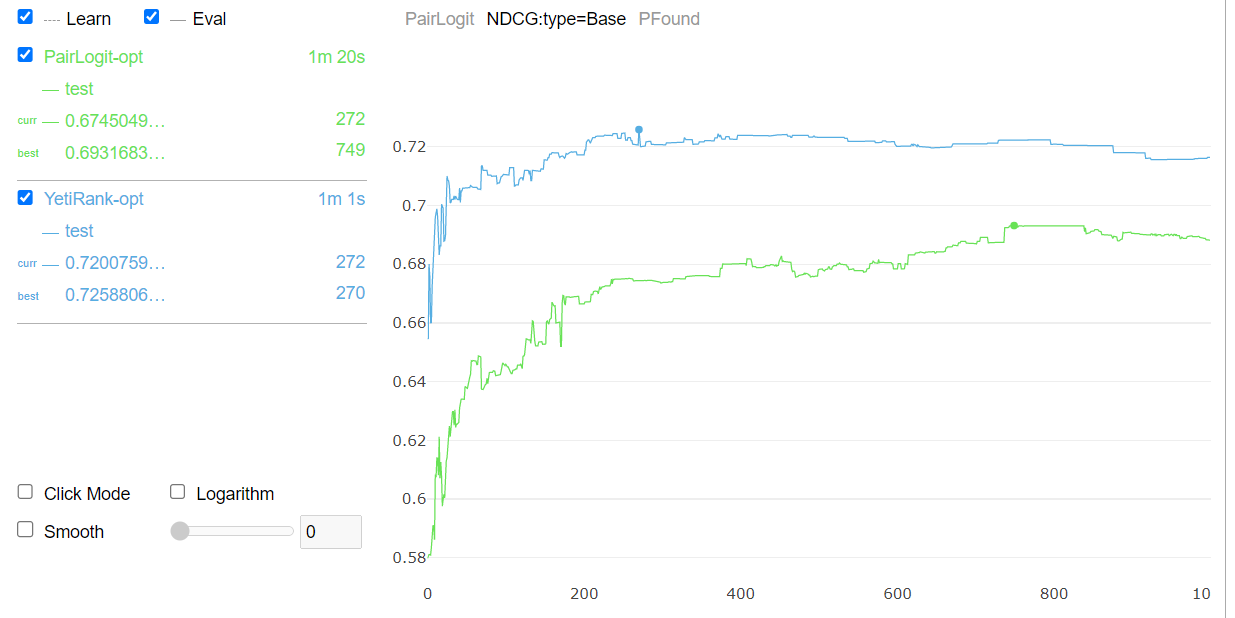 Learn Eval
PairLogit NDCG:type=Base PFound
PairLogit-opt 1m 20s
test
curr 0.6745049... 272
best 0.6931683... 749
YetiRank-opt 1m 1s
test
curr 0.7200759... 272
best 0.7258806... 270
Click Mode Logarithm
Smooth 0
0.72
0.7
0.68
0.66
0.64
0.62
0.6
0.58
0 200 400 600 800 10